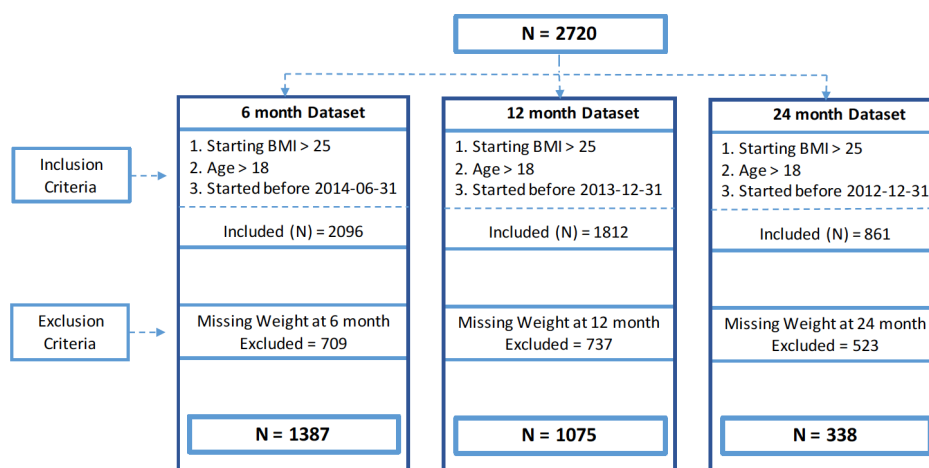 N = 2720
6 month Dataset
1. Starting BMI > 25
2. Age > 18
3. Started before 2014-06-31
Included (N) = 2096
Missing Weight at 6 month
Excluded = 709
N = 1387
12 month Dataset
1. Starting BMI > 25
2. Age > 18
3. Started before 2013-12-31
Included (N) = 1812
Missing Weight at 12 month
Excluded = 737
N = 1075
24 month Dataset
1. Starting BMI > 25
2. Age > 18
3. Started before 2012-12-31
Included (N) = 861
Missing Weight at 24 month
Excluded = 523
N = 338
Inclusion
Criteria
Exclusion
Criteria